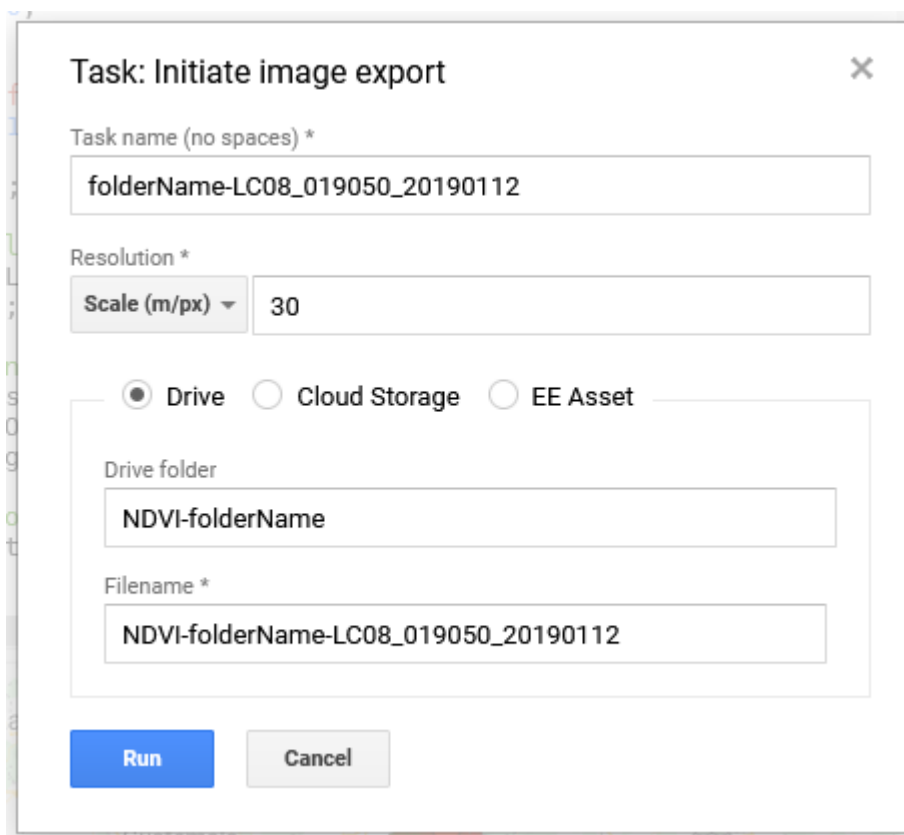 Task: Initiate image export
Task name (no spaces) *
folderName-LC08_019050_20190112
Resolution *
Scale (m/px) 30
Drive Cloud Storage EE Asset
Drive folder
NDVI-folderName
Filename *
NDVI-folderName-LC08_019050_20190112
Run Cancel